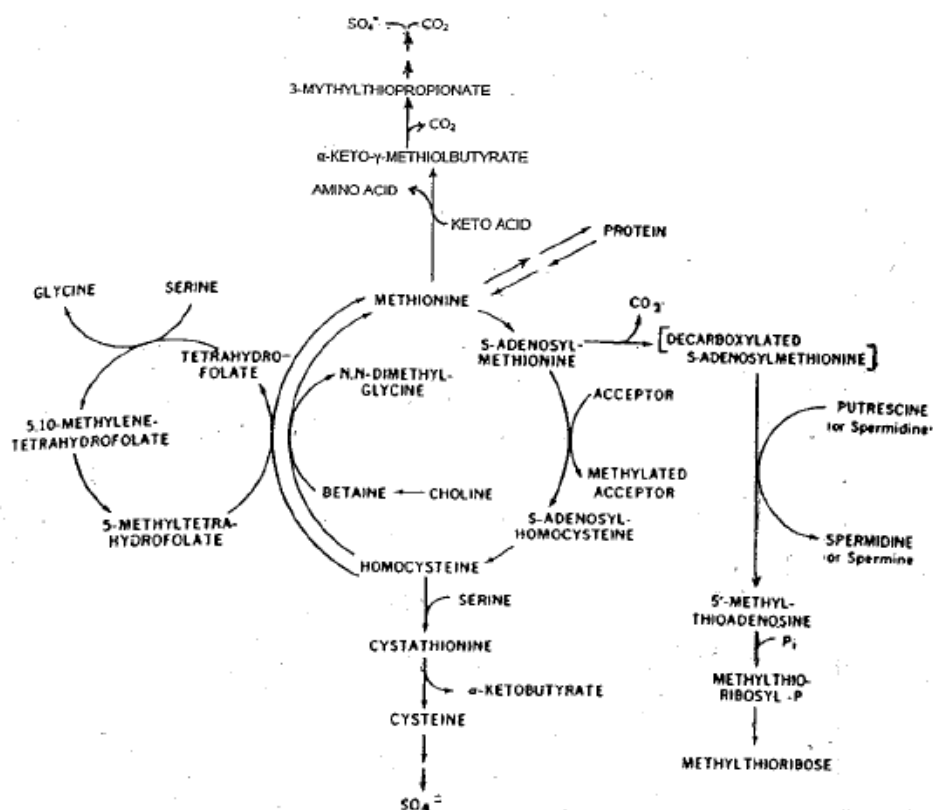 SO₄⁼ CO₂
3-MYTHYLTHIOPROPIONATE
CO₂
α-KETO-γ-METHIOLBUTYRATE
AMINO ACID
KETO ACID
PROTEIN
GLYCINE
SERINE
METHIONINE
CO₂
S-ADENOSYL-
METHIONINE
[DECARBOXYLATED
S-ADENOSYLMETHIONINE]
TETRAHYDRO-
FOLATE
N,N-DIMETHYL-
GLYCINE
ACCEPTOR
PUTRESCINE
(or Spermidine)
5,10-METHYLENE-
TETRAHYDROFOLATE
METHYLATED
ACCEPTOR
BETAINE
CHOLINE
5-METHYLTETRA-
HYDROFOLATE
S-ADENOSYL-
HOMOCYSTEINE
SPERMIDINE
(or Spermine)
HOMOCYSTEINE
SERINE
5'-METHYL-
THIOADENOSINE
Pᵢ
CYSTATHIONINE
α-KETOBUTYRATE
METHYLTHIO-
RIBOSYL-P
CYSTEINE
METHYLTHIORIBOSE
SO₄⁼